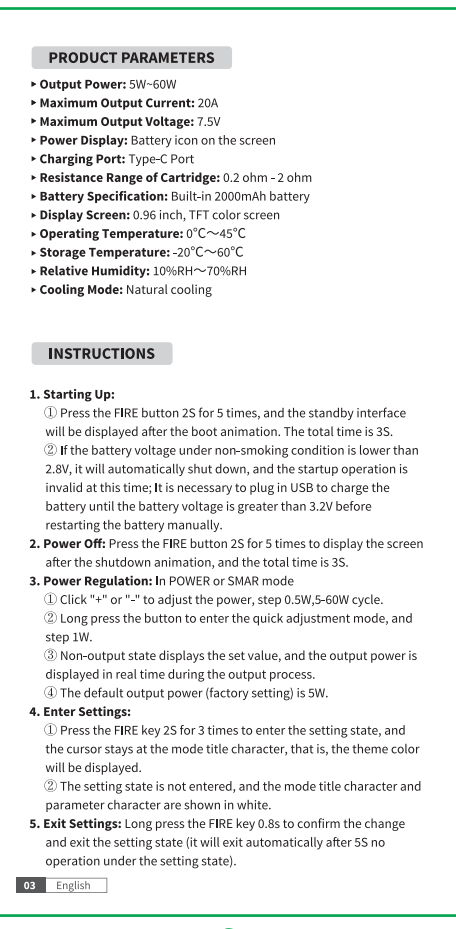 PRODUCT PARAMETERS
▸ Output Power: 5W~60W
▸ Maximum Output Current: 20A
▸ Maximum Output Voltage: 7.5V
▸ Power Display: Battery icon on the screen
▸ Charging Port: Type-C Port
▸ Resistance Range of Cartridge: 0.2 ohm - 2 ohm
▸ Battery Specification: Built-in 2000mAh battery
▸ Display Screen: 0.96 inch, TFT color screen
▸ Operating Temperature: 0℃～45℃
▸ Storage Temperature: -20℃～60℃
▸ Relative Humidity: 10%RH～70%RH
▸ Cooling Mode: Natural cooling
INSTRUCTIONS
1. Starting Up:
① Press the FIRE button 2S for 5 times, and the standby interface
will be displayed after the boot animation. The total time is 3S.
② If the battery voltage under non-smoking condition is lower than
2.8V, it will automatically shut down, and the startup operation is
invalid at this time; It is necessary to plug in USB to charge the
battery until the battery voltage is greater than 3.2V before
restarting the battery manually.
2. Power Off: Press the FIRE button 2S for 5 times to display the screen
after the shutdown animation, and the total time is 3S.
3. Power Regulation: In POWER or SMAR mode
① Click "+" or "-" to adjust the power, step 0.5W,5-60W cycle.
② Long press the button to enter the quick adjustment mode, and
step 1W.
③ Non-output state displays the set value, and the output power is
displayed in real time during the output process.
④ The default output power (factory setting) is 5W.
4. Enter Settings:
① Press the FIRE key 2S for 3 times to enter the setting state, and
the cursor stays at the mode title character, that is, the theme color
will be displayed.
② The setting state is not entered, and the mode title character and
parameter character are shown in white.
5. Exit Settings: Long press the FIRE key 0.8s to confirm the change
and exit the setting state (it will exit automatically after 5S no
operation under the setting state).
03 English